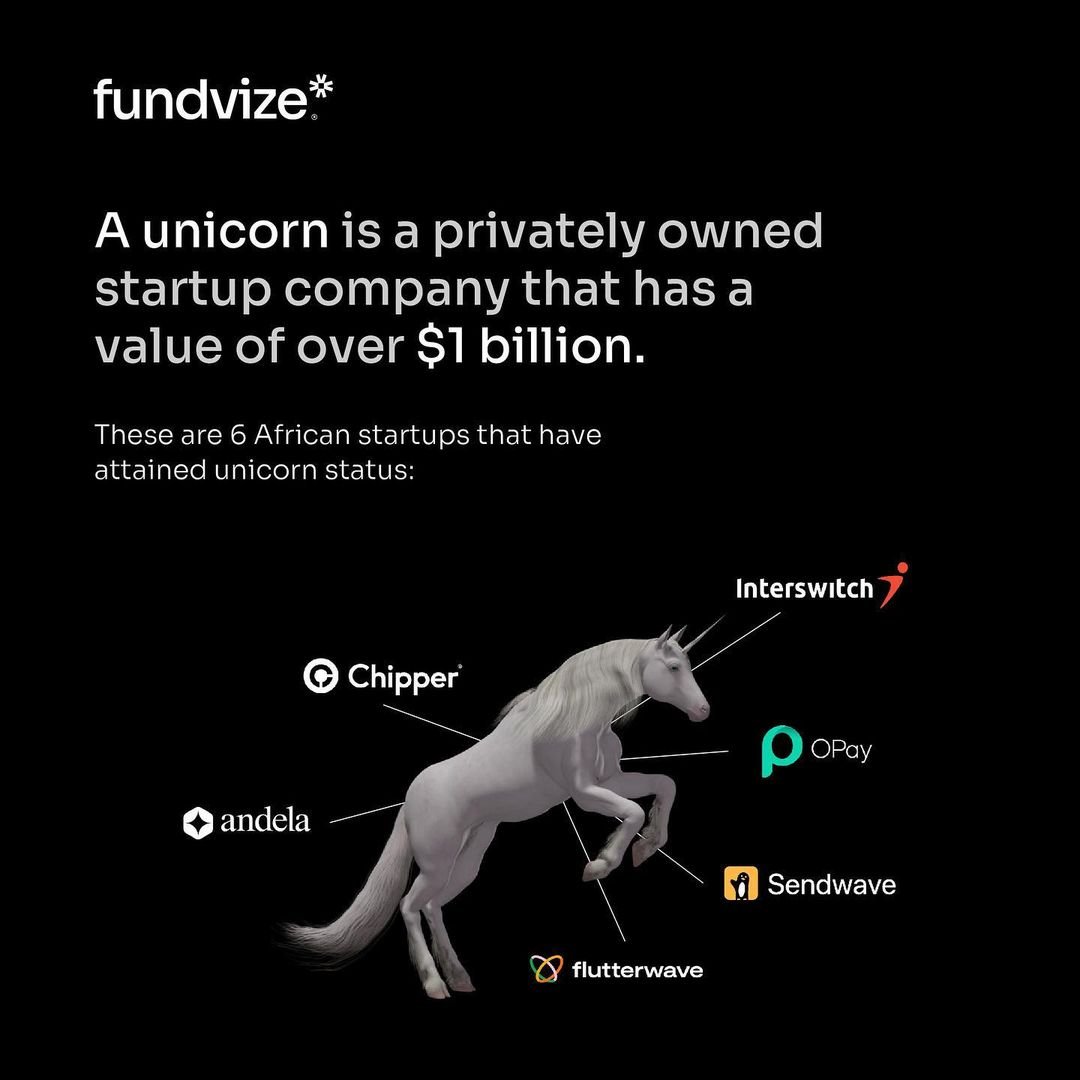 fundvize*®
A unicorn is a privately owned
startup company that has a
value of over $1 billion.
These are 6 African startups that have
attained unicorn status:
Interswitch
Chipper
OPay
andela
Sendwave
flutterwave